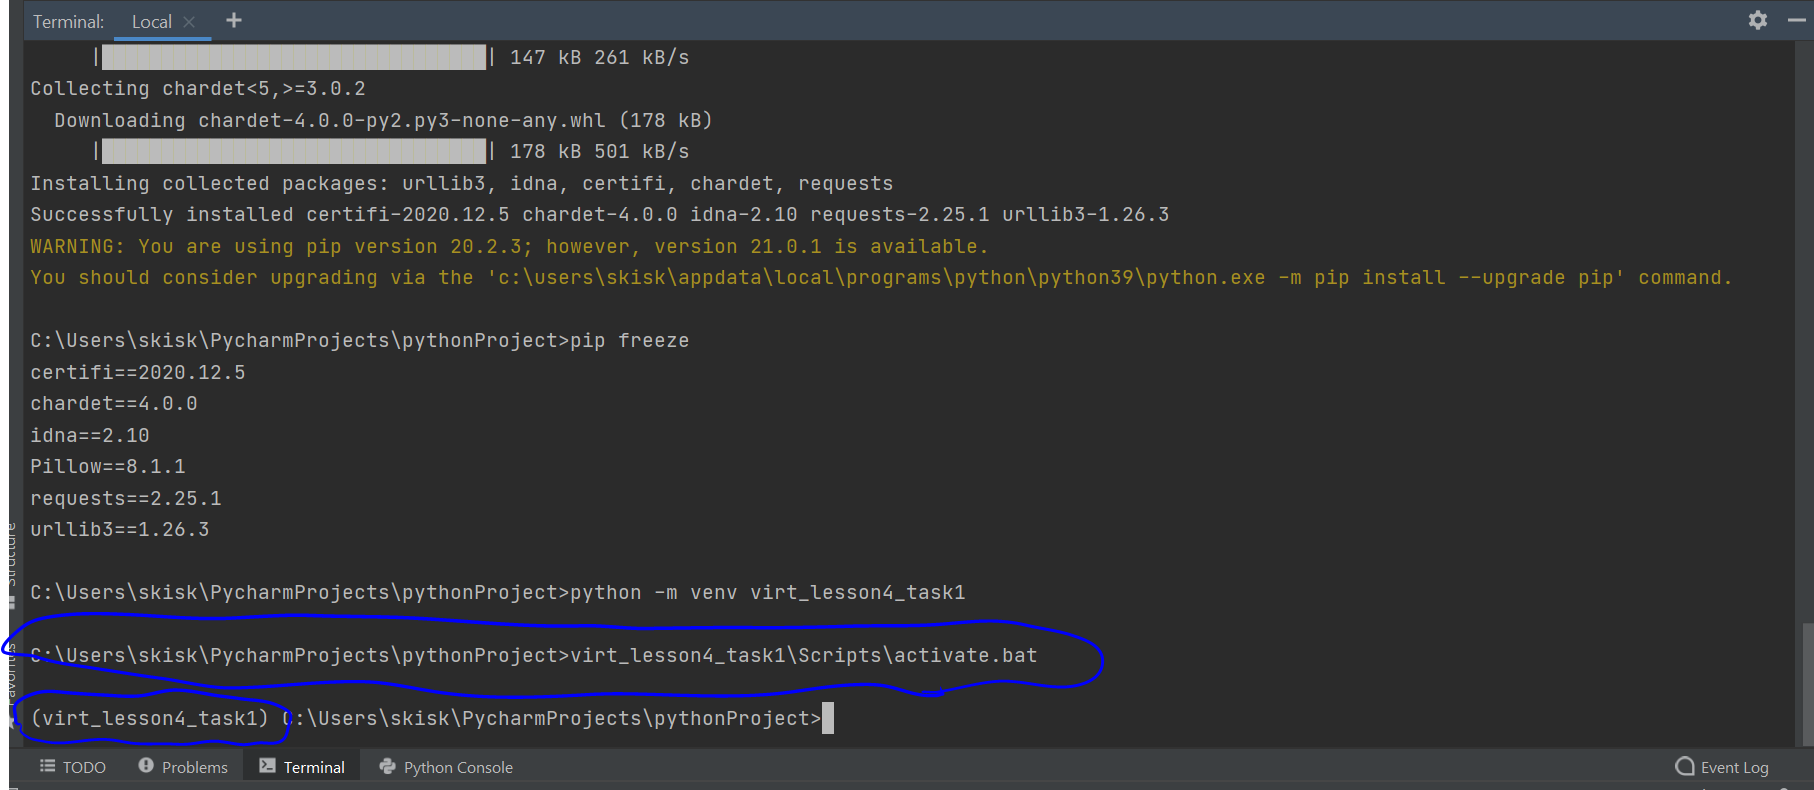 Terminal: Local × +
| | 147 kB 261 kB/s
Collecting chardet<5,>=3.0.2
Downloading chardet-4.0.0-py2.py3-none-any.whl (178 kB)
| | 178 kB 501 kB/s
Installing collected packages: urllib3, idna, certifi, chardet, requests
Successfully installed certifi-2020.12.5 chardet-4.0.0 idna-2.10 requests-2.25.1 urllib3-1.26.3
WARNING: You are using pip version 20.2.3; however, version 21.0.1 is available.
You should consider upgrading via the 'c:\users\skisk\appdata\local\programs\python\python39\python.exe -m pip install --upgrade pip' command.
C:\Users\skisk\PycharmProjects\pythonProject>pip freeze
certifi==2020.12.5
chardet==4.0.0
idna==2.10
Pillow==8.1.1
requests==2.25.1
urllib3==1.26.3
C:\Users\skisk\PycharmProjects\pythonProject>python -m venv virt_lesson4_task1
C:\Users\skisk\PycharmProjects\pythonProject>virt_lesson4_task1\Scripts\activate.bat
(virt_lesson4_task1) C:\Users\skisk\PycharmProjects\pythonProject>
Structure
Favorites
TODO Problems Terminal Python Console Event Log